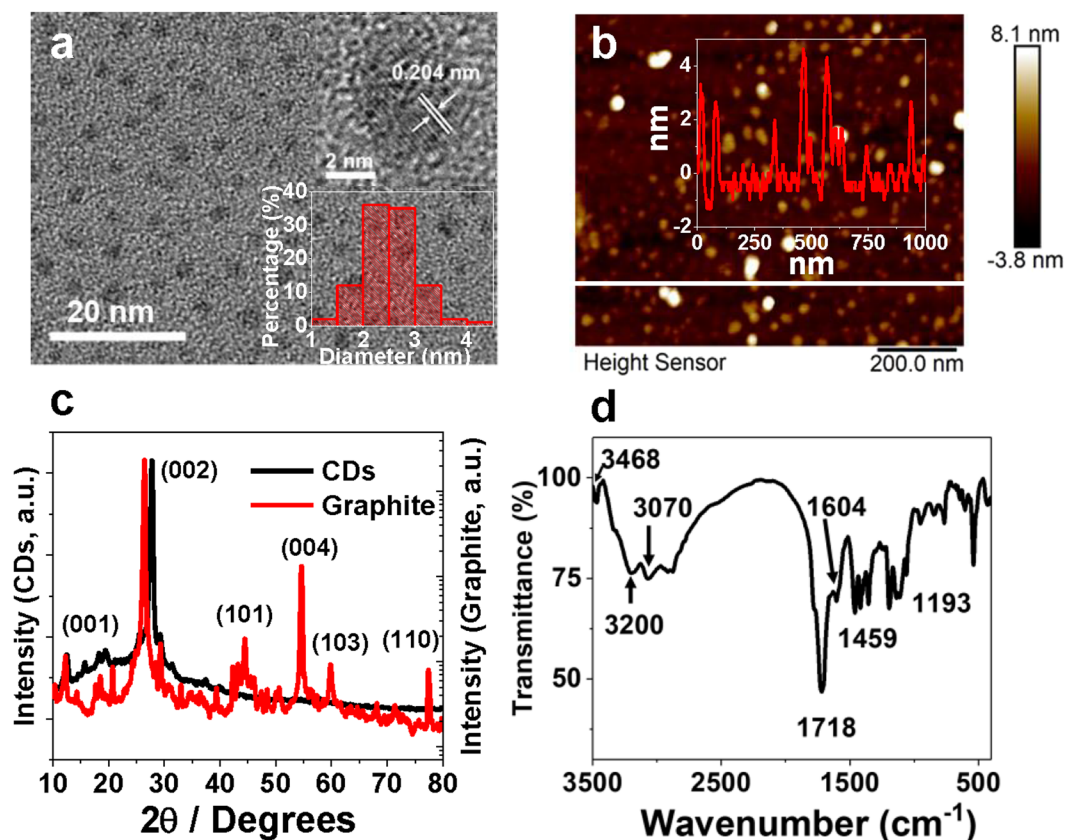 a
0.204 nm
2 nm
20 nm
Percentage (%)
40
30
20
10
0
1 2 3 4
Diameter (nm)
b
8.1 nm
-3.8 nm
nm
4
2
0
-2
0 250 500 750 1000
nm
1
Height Sensor
200.0 nm
c
Intensity (CDs, a.u.)
Intensity (Graphite, a.u.)
(002)
CDs
Graphite
(004)
(001)
(101)
(103)
(110)
10 20 30 40 50 60 70 80
2θ / Degrees
d
Transmittance (%)
100
75
50
3468
3070
1604
3200
1459
1193
1718
3500 2500 1500 500
Wavenumber (cm⁻¹)